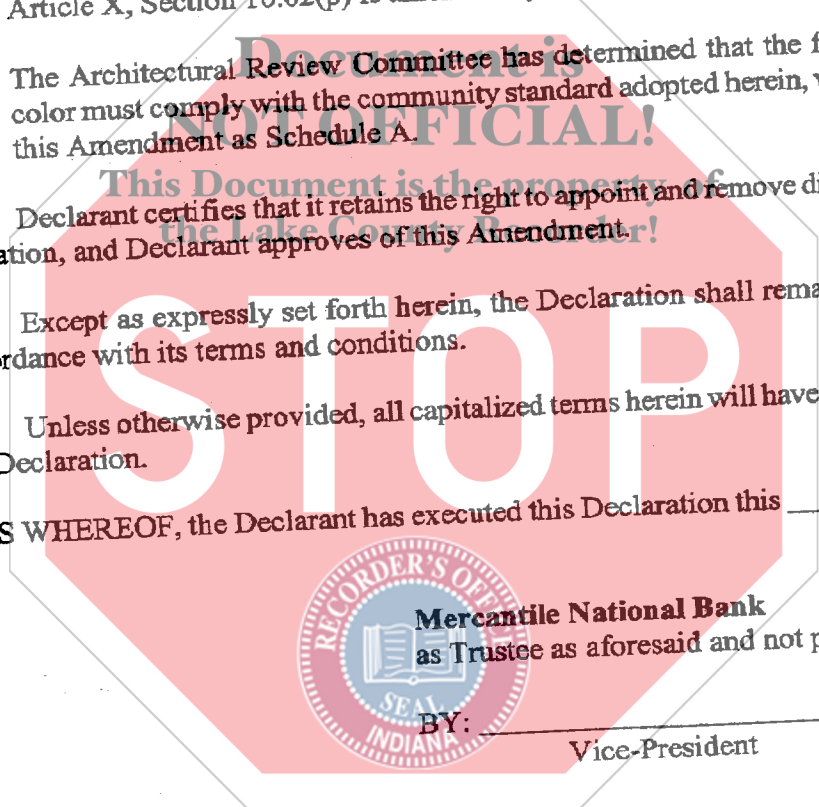 Article X, Section 10.02(p) is
The Architectural Review Committee has determined that the f
color must comply with the community standard adopted herein,
this Amendment as Schedule A.
Declarant certifies that it retains the right to appoint and remove di
ation, and Declarant approves of this Amendment.
Except as expressly set forth herein, the Declaration shall rema
rdance with its terms and conditions.
Unless otherwise provided, all capitalized terms herein will have
Declaration.
S WHEREOF, the Declarant has executed this Declaration this
Mercantile National Bank
as Trustee as aforesaid and not p
BY:
Vice-President
Document is
NOT OFFICIAL!
This Document is the property of
the Lake County Recorder!
STOP
RECORDER'S OFFICE
SEAL
INDIANA